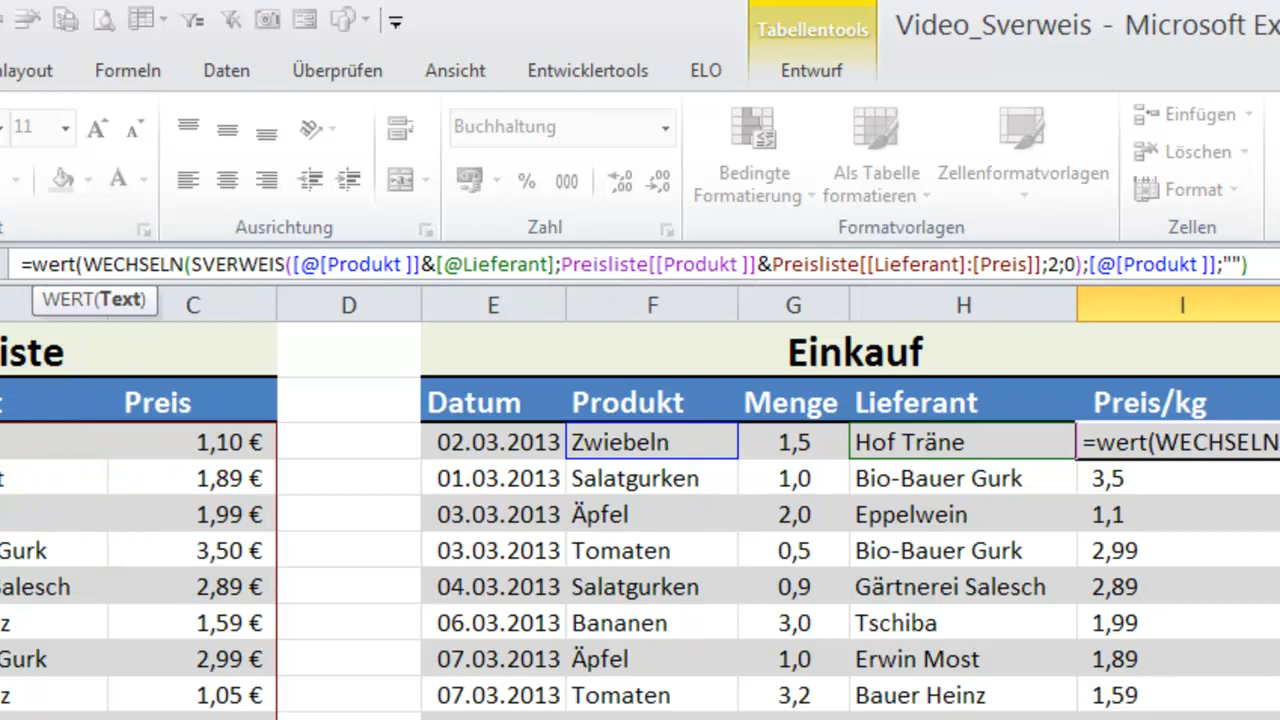 Tabellentools
Video_Sverweis - Microsoft Ex
layout Formeln Daten Überprüfen Ansicht Entwicklertools ELO Entwurf
11 A A Buchhaltung Einfügen
Bedingte Formatierung Als Tabelle formatieren Zellenformatvorlagen Löschen
A % 000 Format
Ausrichtung Zahl Formatvorlagen Zellen
=wert(WECHSELN(SVERWEIS([@[Produkt ]]&[@Lieferant];Preisliste[[Produkt ]]&Preisliste[[Lieferant]:[Preis]];2;0);[@[Produkt ]];"")
WERT(Text)
C D E F G H I
iste Einkauf
t Preis Datum Produkt Menge Lieferant Preis/kg
1,10 € 02.03.2013 Zwiebeln 1,5 Hof Träne =wert(WECHSELN
t 1,89 € 01.03.2013 Salatgurken 1,0 Bio-Bauer Gurk 3,5
1,99 € 03.03.2013 Äpfel 2,0 Eppelwein 1,1
Gurk 3,50 € 03.03.2013 Tomaten 0,5 Bio-Bauer Gurk 2,99
Salesch 2,89 € 04.03.2013 Salatgurken 0,9 Gärtnerei Salesch 2,89
z 1,59 € 06.03.2013 Bananen 3,0 Tschiba 1,99
Gurk 2,99 € 07.03.2013 Äpfel 1,0 Erwin Most 1,89
z 1,05 € 07.03.2013 Tomaten 3,2 Bauer Heinz 1,59